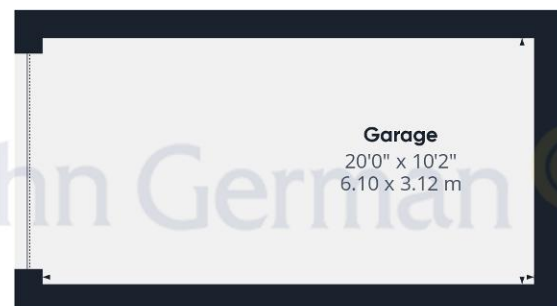 Garage
20'0" x 10'2"
6.10 x 3.12 m
hn German